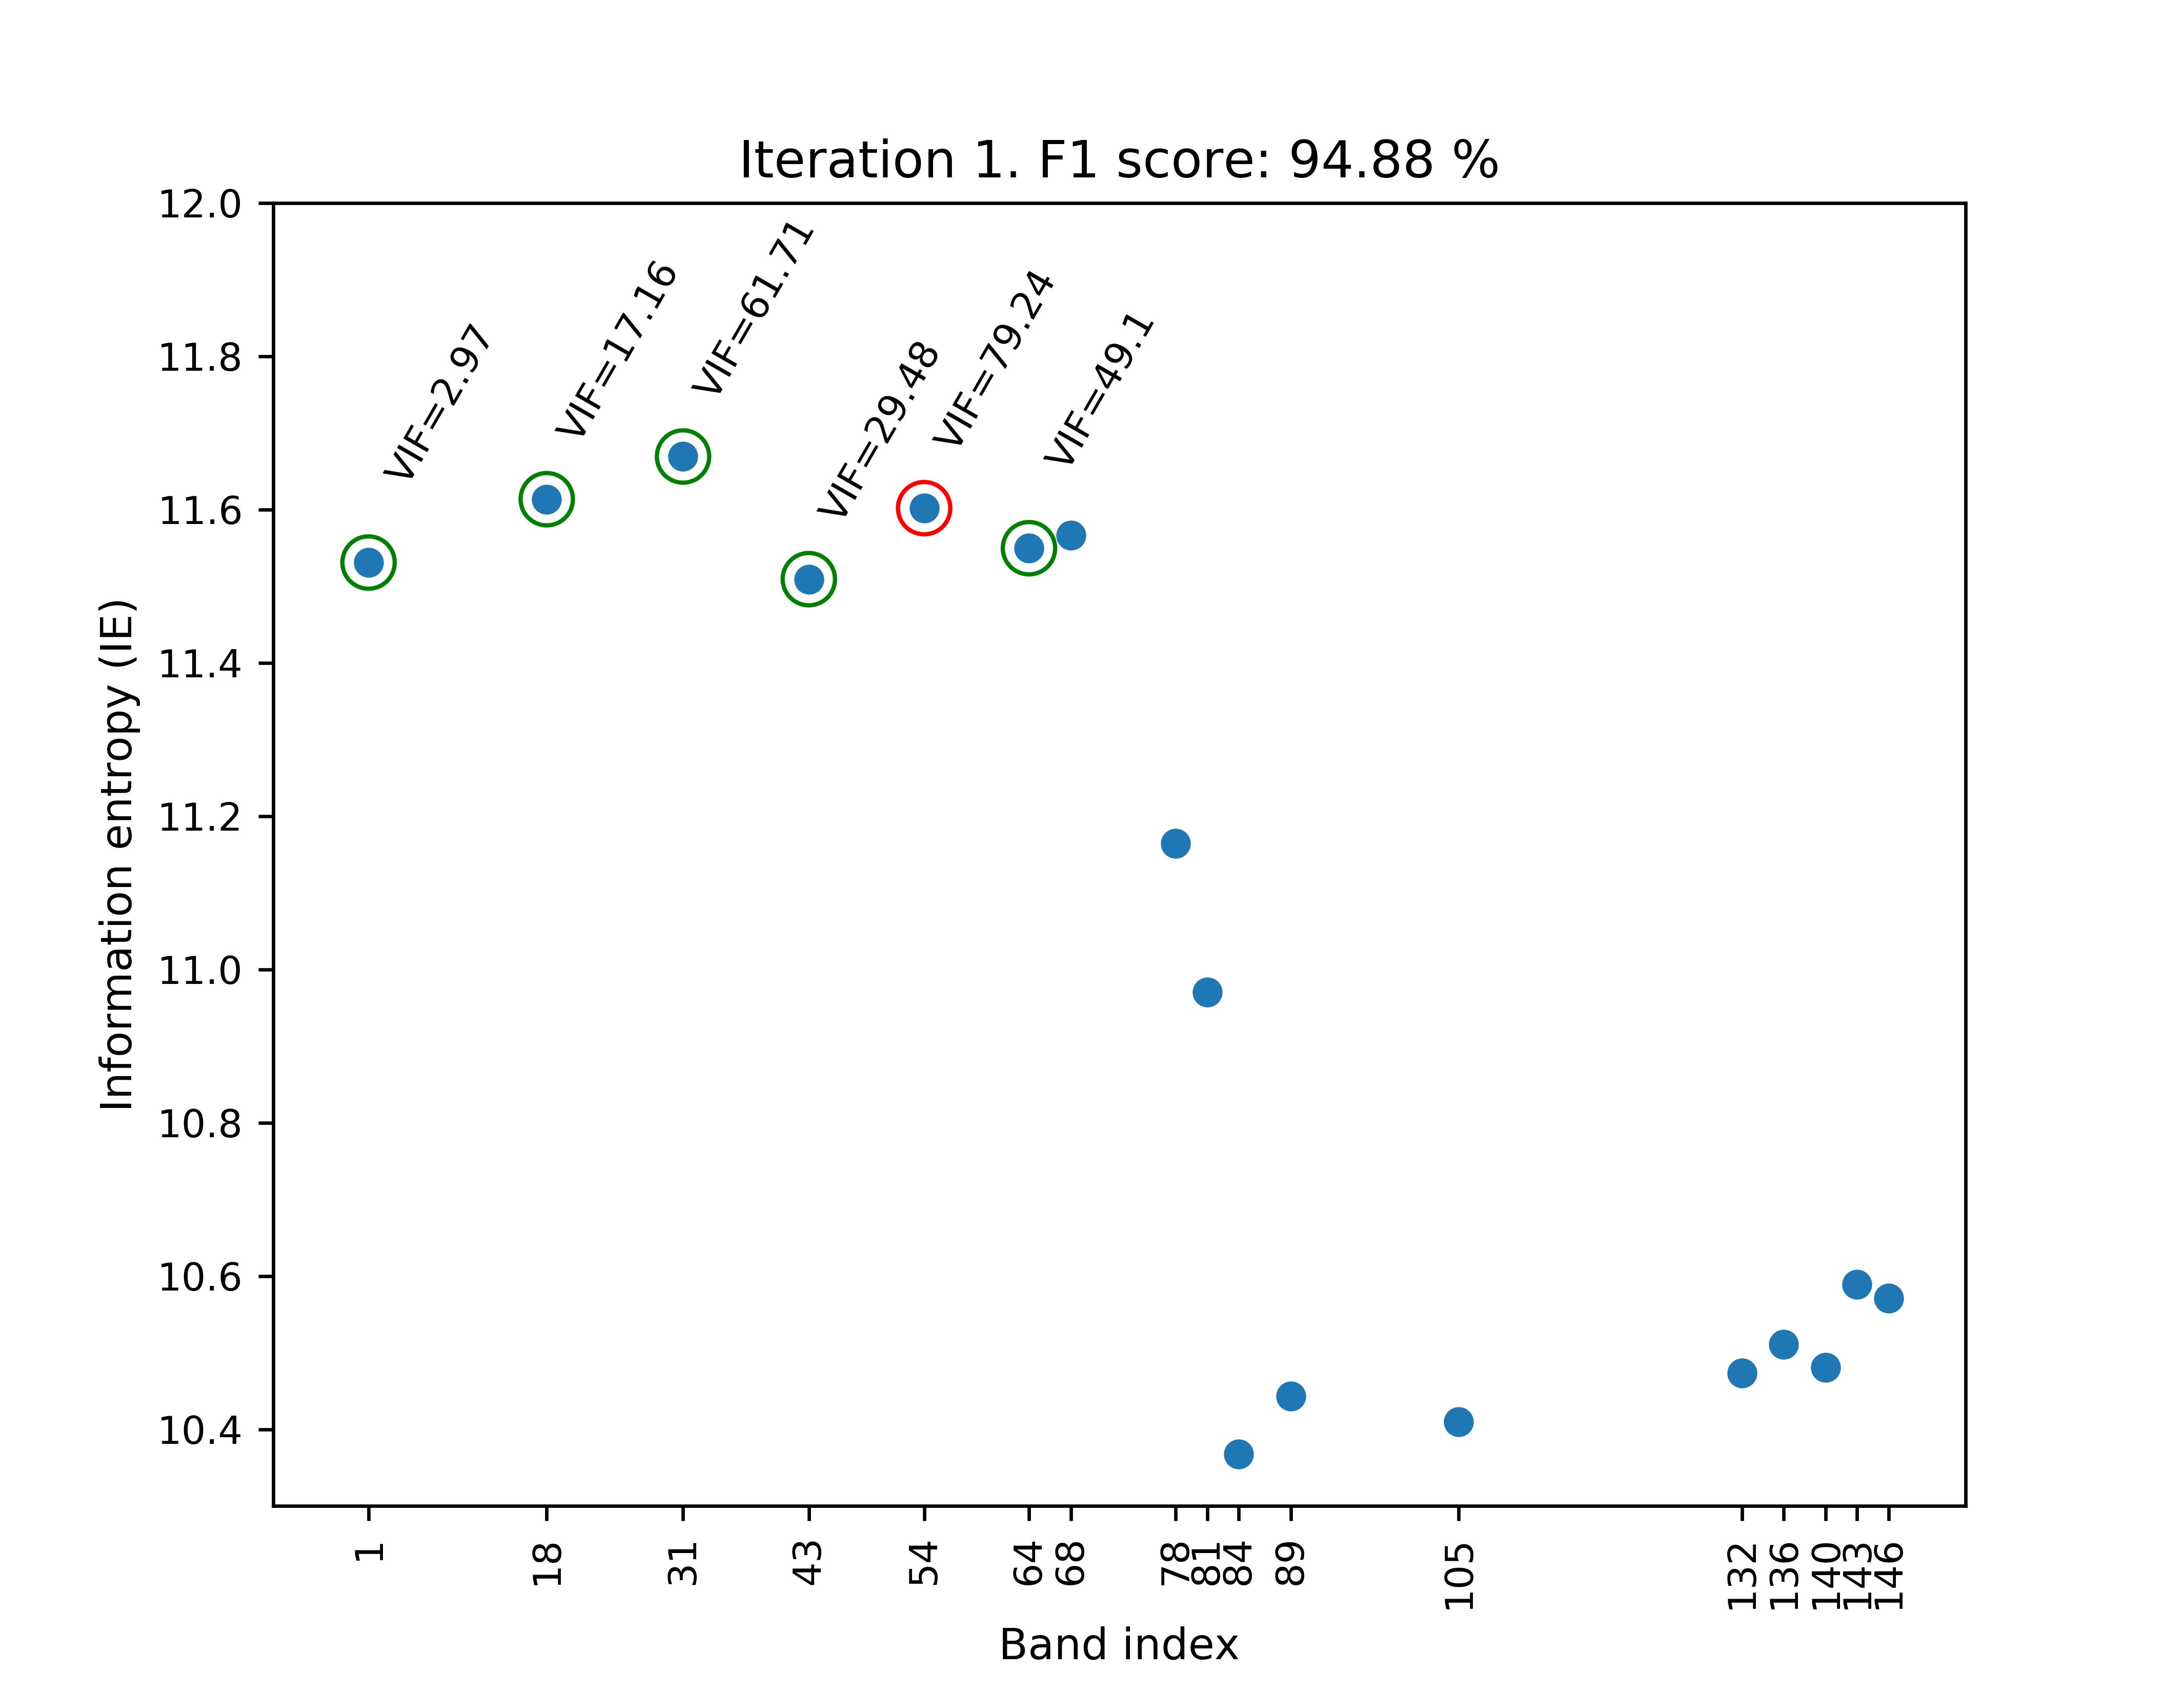 Iteration 1. F1 score: 94.88 %
12.0
11.8
11.6
11.4
11.2
11.0
10.8
10.6
10.4
Information entropy (IE)
VIF=2.97
VIF=17.16
VIF=61.71
VIF=29.48
VIF=79.24
VIF=49.1
1
18
31
43
54
64
68
78
81
84
89
105
132
136
140
143
146
Band index